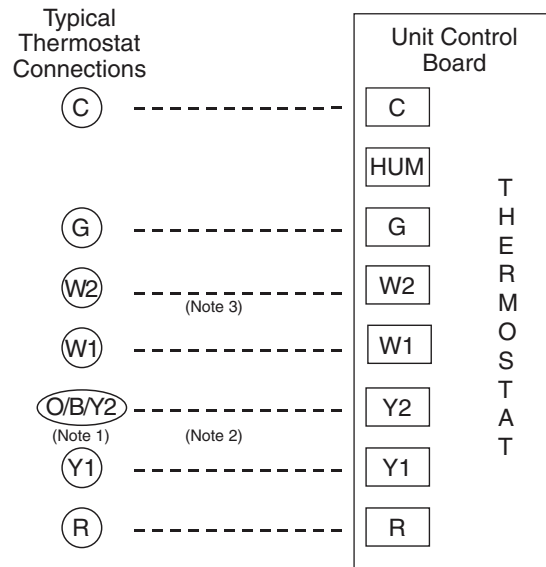 Typical
Thermostat
Connections
Unit Control
Board
C
C
HUM
G
G
W2
(Note 3)
W2
W1
W1
O/B/Y2
(Note 1)
(Note 2)
Y2
Y1
Y1
R
R
THERMOSTAT